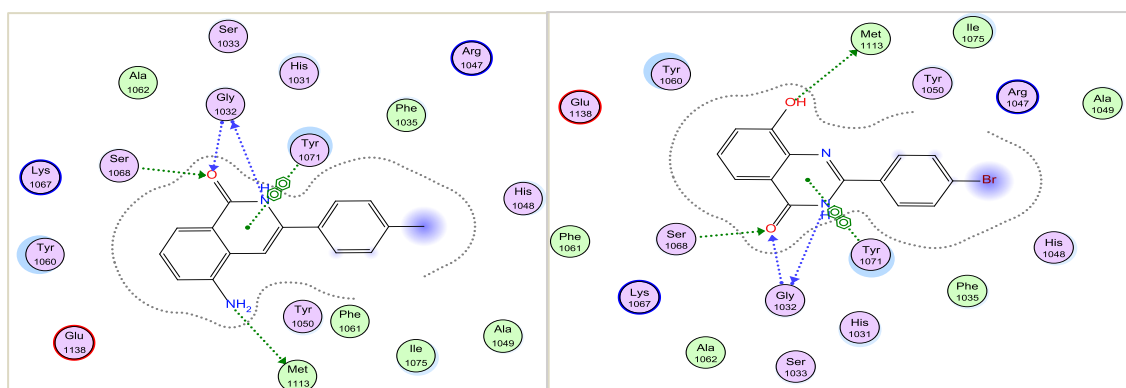 Ser
1033
Arg
1047
His
1031
Ala
1062
Gly
1032
Phe
1035
Tyr
1071
Ser
1068
Lys
1067
O
H
N
His
1048
Tyr
1060
NH2
Tyr
1050
Phe
1061
Glu
1138
Ala
1049
Ile
1075
Met
1113
Met
1113
Ile
1075
Tyr
1060
Tyr
1050
Arg
1047
Glu
1138
OH
Ala
1049
N
Br
N
H
O
Phe
1061
Ser
1068
Tyr
1071
His
1048
Lys
1067
Gly
1032
Phe
1035
His
1031
Ala
1062
Ser
1033